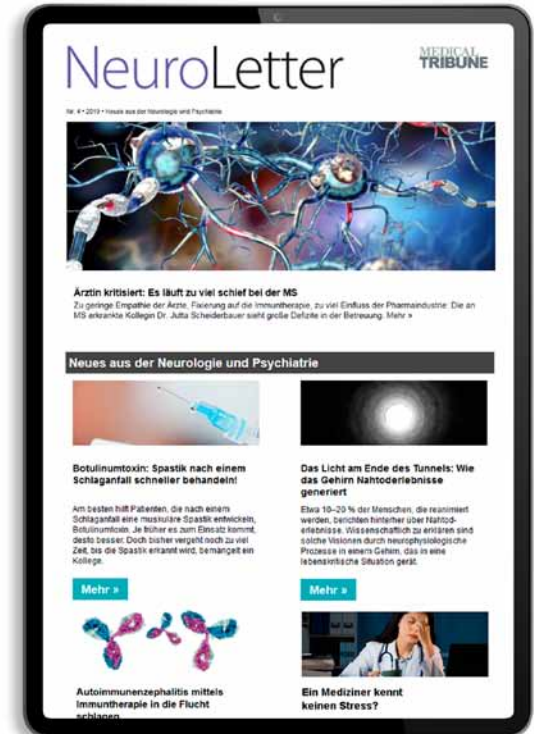 NeuroLetter
MEDICAL
TRIBUNE
Nr. 4 • 2019 • Neues aus der Neurologie und Psychiatrie
Ärztin kritisiert: Es läuft zu viel schief bei der MS
Zu geringe Empathie der Ärzte, Fixierung auf die Immuntherapie, zu viel Einfluss der Pharmaindustrie: Die an
MS erkrankte Kollegin Dr. Jutta Scheiderbauer sieht große Defizite in der Betreuung. Mehr »
Neues aus der Neurologie und Psychiatrie
Botulinumtoxin: Spastik nach einem
Schlaganfall schneller behandeln!
Am besten hilft Patienten, die nach einem
Schlaganfall eine muskuläre Spastik entwickeln,
Botulinumtoxin. Je früher es zum Einsatz kommt,
desto besser. Doch bisher vergeht noch zu viel
Zeit, bis die Spastik erkannt wird, bemängelt ein
Kollege.
Mehr »
Das Licht am Ende des Tunnels: Wie
das Gehirn Nahtoderlebnisse
generiert
Etwa 10–20 % der Menschen, die reanimiert
werden, berichten hinterher über Nahtod-
erlebnisse. Wissenschaftlich zu erklären sind
solche Visionen durch neurophysiologische
Prozesse in einem Gehirn, das in eine
lebenskritische Situation gerät.
Mehr »
Autoimmunenzephalitis mittels
Immuntherapie in die Flucht
schlagen
Ein Mediziner kennt
keinen Stress?